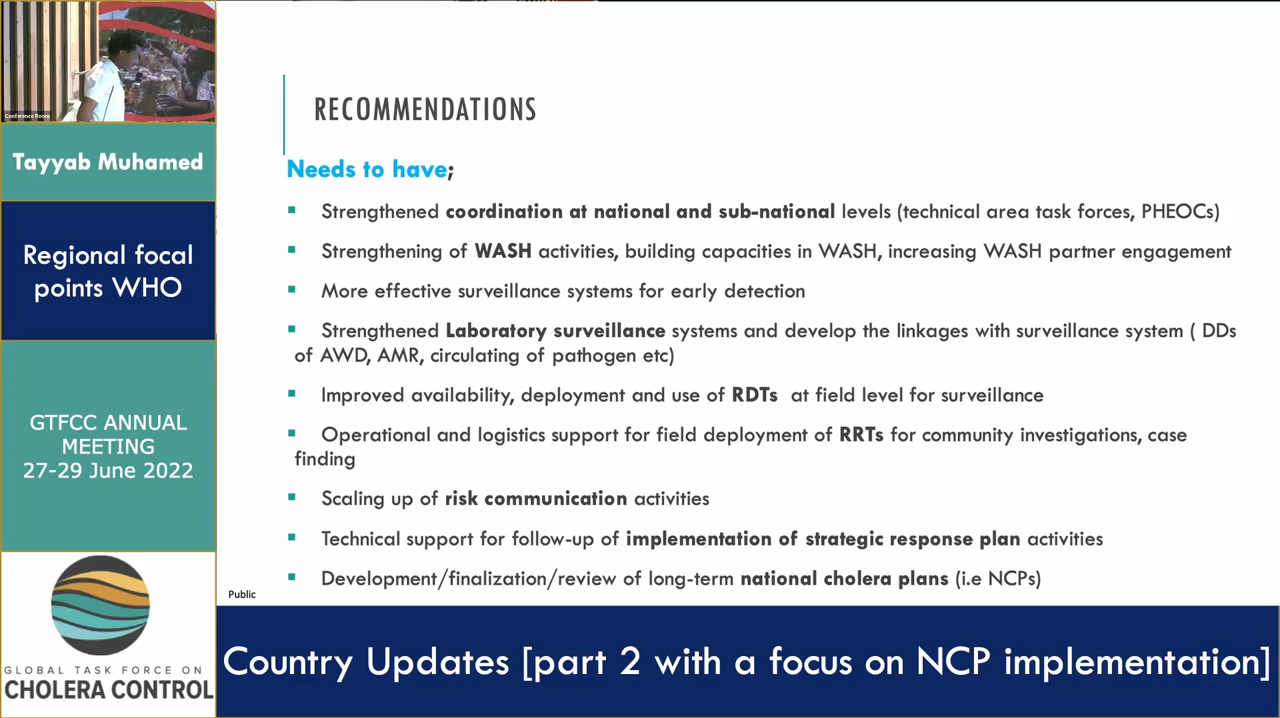 Conference Room
Tayyab Muhamed
Regional focal
points WHO
GTFCC ANNUAL
MEETING
27-29 June 2022
GLOBAL TASK FORCE ON
CHOLERA CONTROL
RECOMMENDATIONS
Needs to have;
▪ Strengthened coordination at national and sub-national levels (technical area task forces, PHEOCs)
▪ Strengthening of WASH activities, building capacities in WASH, increasing WASH partner engagement
▪ More effective surveillance systems for early detection
▪ Strengthened Laboratory surveillance systems and develop the linkages with surveillance system ( DDs
of AWD, AMR, circulating of pathogen etc)
▪ Improved availability, deployment and use of RDTs at field level for surveillance
▪ Operational and logistics support for field deployment of RRTs for community investigations, case
finding
▪ Scaling up of risk communication activities
▪ Technical support for follow-up of implementation of strategic response plan activities
▪ Development/finalization/review of long-term national cholera plans (i.e NCPs)
Public
Country Updates [part 2 with a focus on NCP implementation]